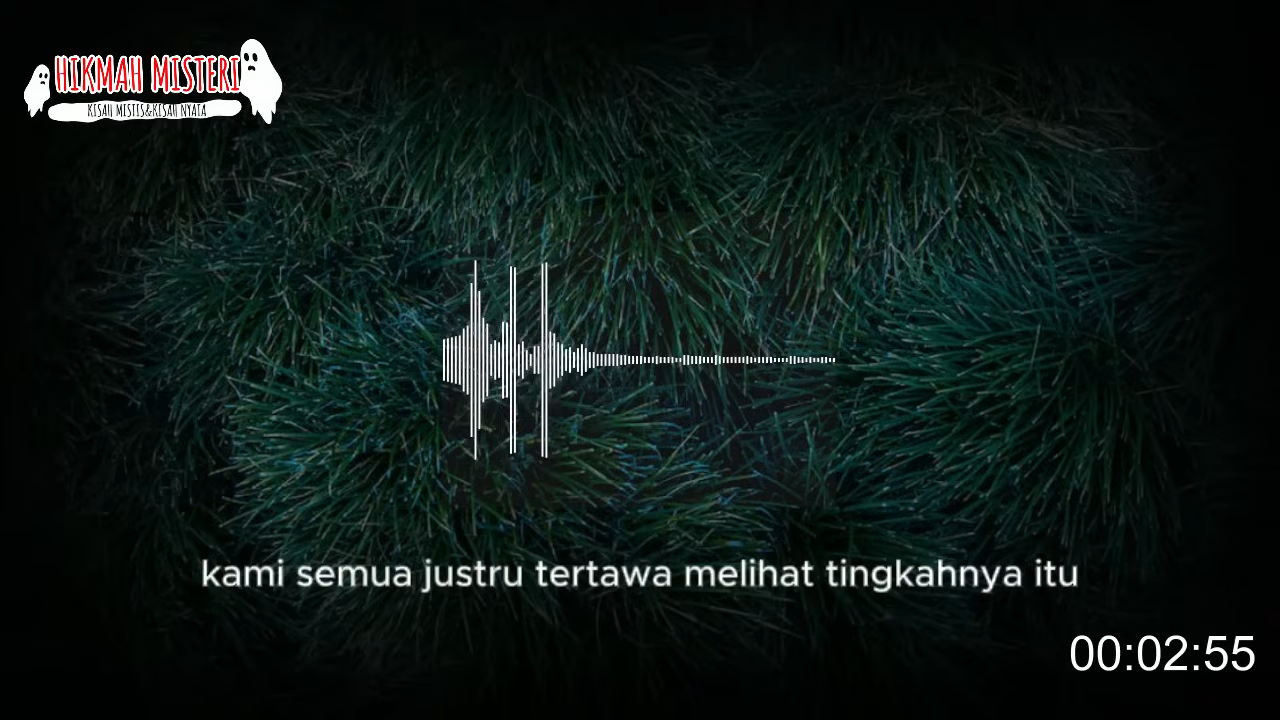 HIKMAH MISTERI
KISAH MISTIS&KISAH NYATA
kami semua justru tertawa melihat tingkahnya itu
00:02:55